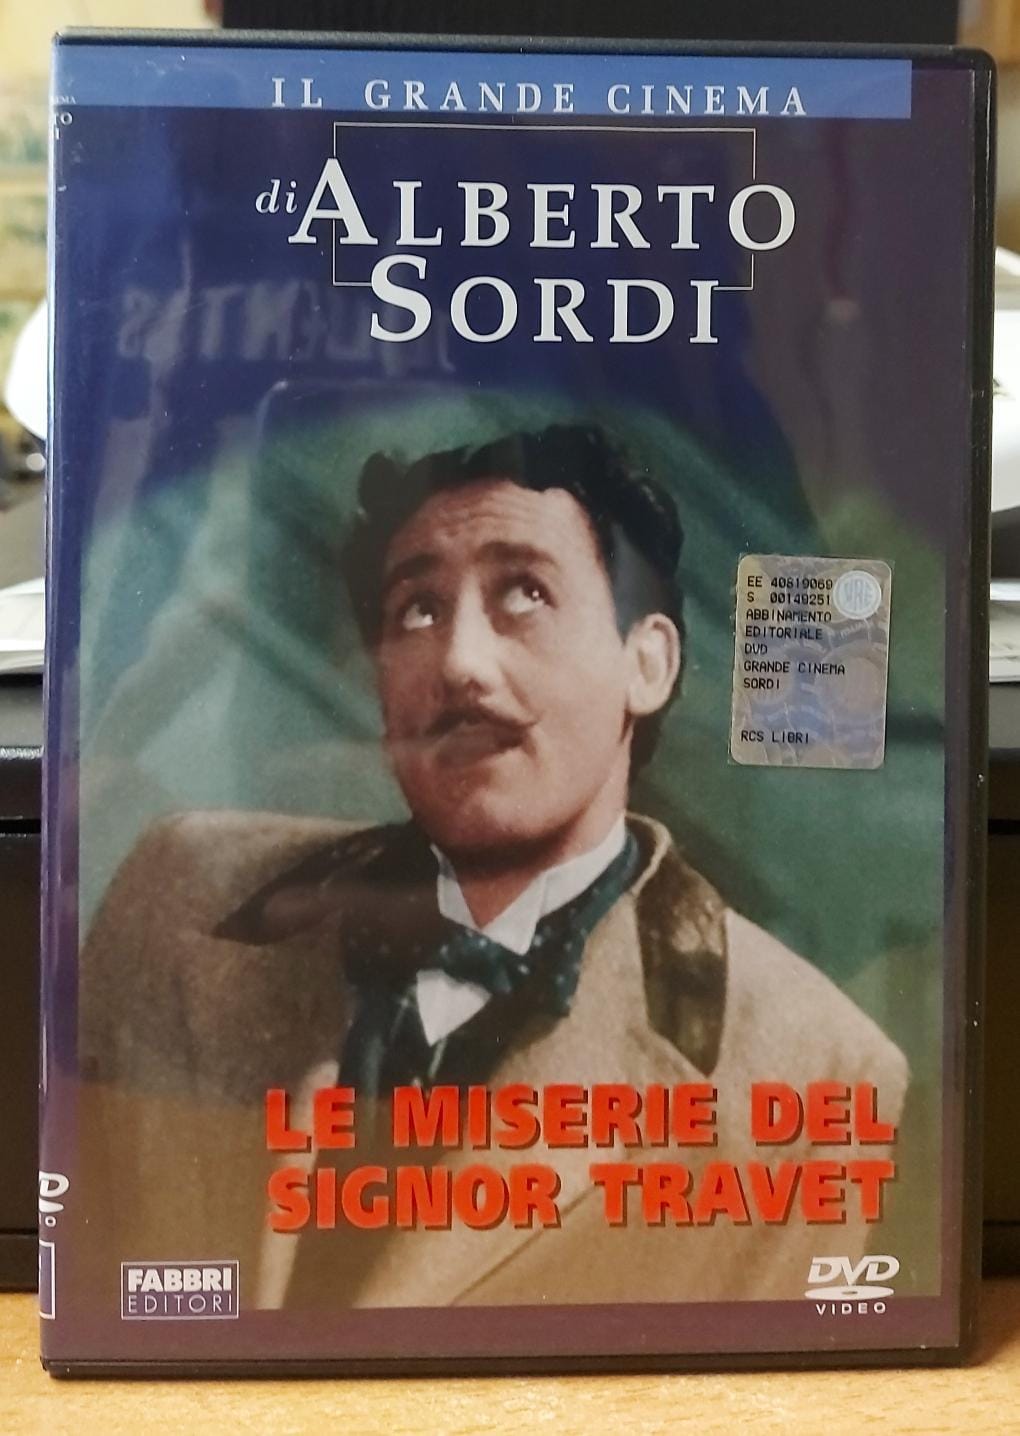 IL GRANDE CINEMA
di ALBERTO
SORDI
EE 40819069
S 00149251
ABBINAMENTO
EDITORIALE
DVD
GRANDE CINEMA
SORDI
RCS LIBRI
LE MISERIE DEL
SIGNOR TRAVET
FABBRI
EDITORI
DVD
VIDEO